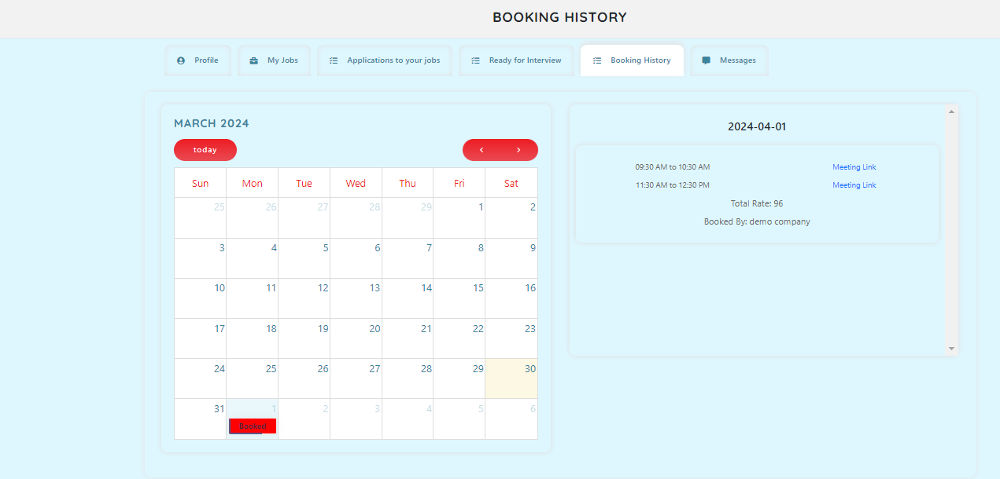 BOOKING HISTORY
Profile
My Jobs
Applications to your jobs
Ready for Interview
Booking History
Messages
MARCH 2024
today
Sun Mon Tue Wed Thu Fri Sat
25 26 27 28 29 1 2
3 4 5 6 7 8 9
10 11 12 13 14 15 16
17 18 19 20 21 22 23
24 25 26 27 28 29 30
31 1 2 3 4 5 6
Booked
2024-04-01
09:30 AM to 10:30 AM Meeting Link
11:30 AM to 12:30 PM Meeting Link
Total Rate: 96
Booked By: demo company